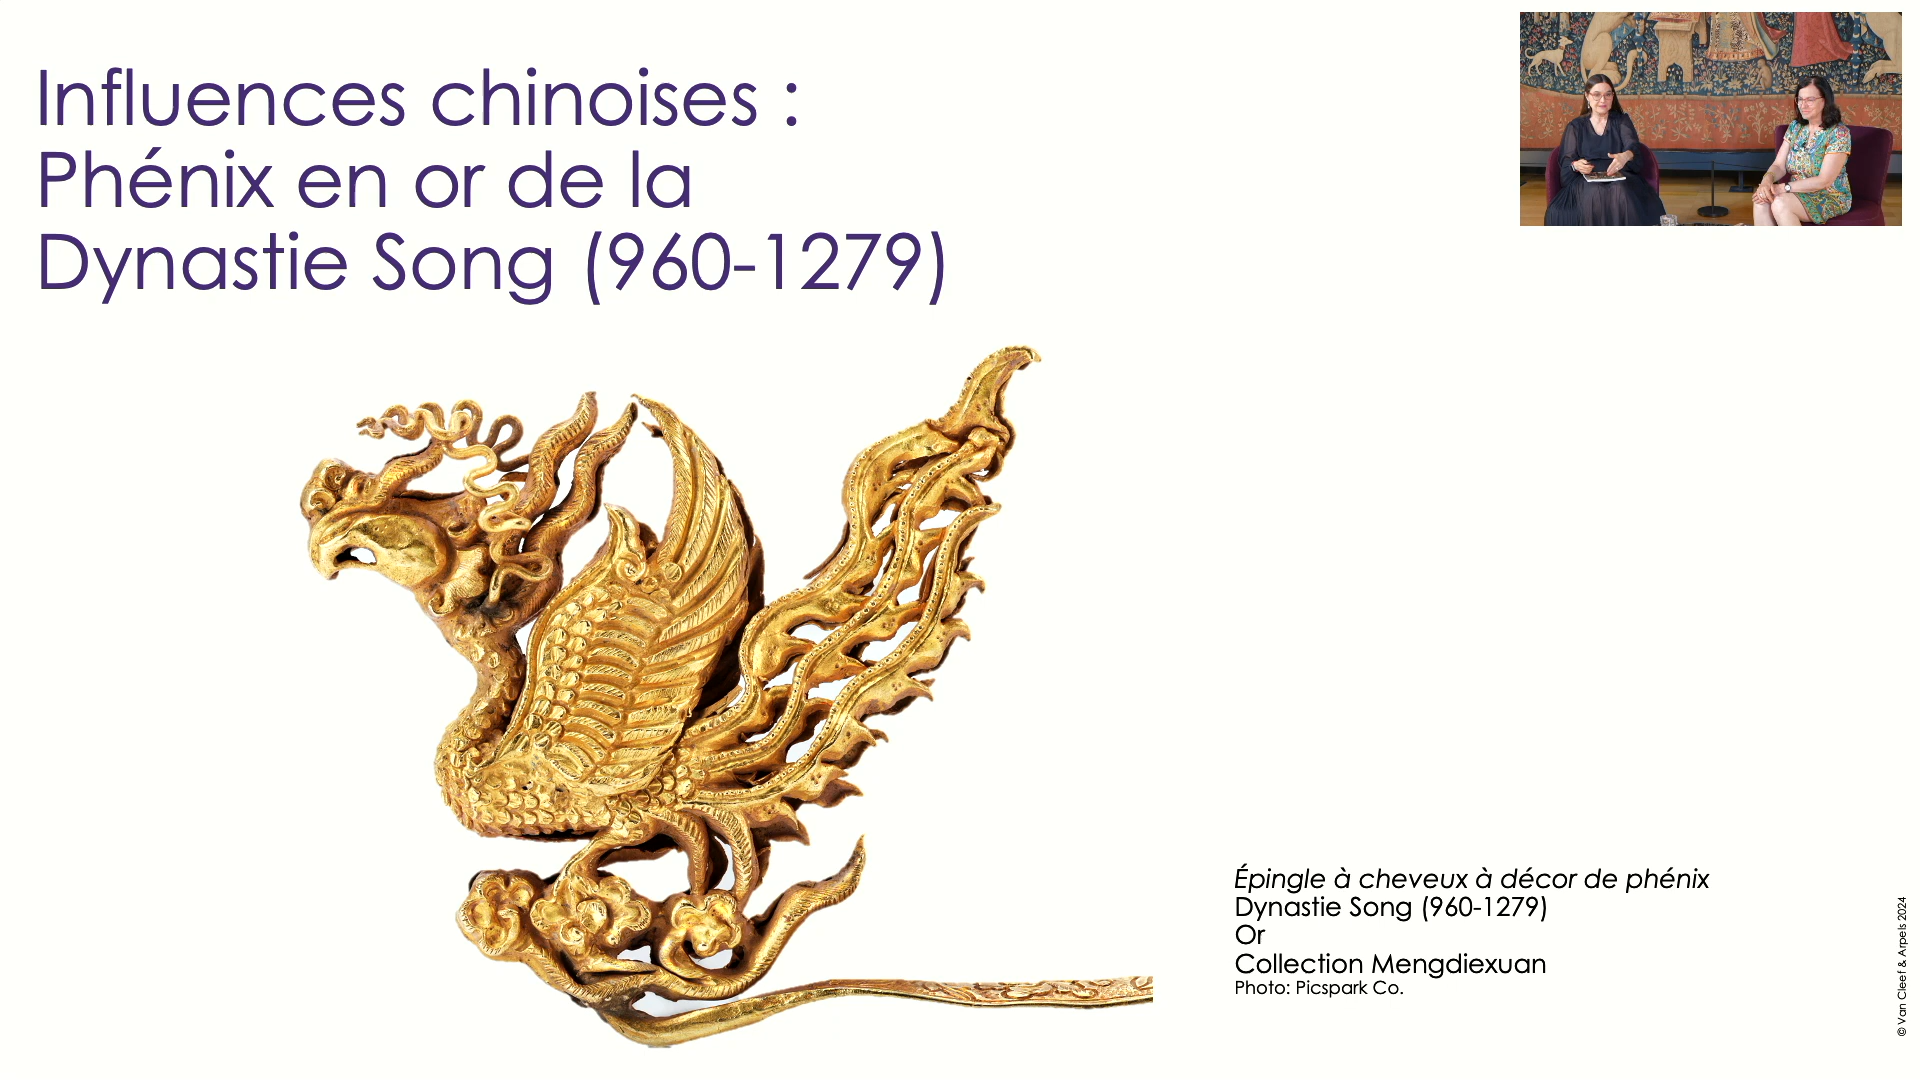 Influences chinoises :
Phénix en or de la
Dynastie Song (960-1279)
Épingle à cheveux à décor de phénix
Dynastie Song (960-1279)
Or
Collection Mengdiexuan
Photo: Picspark Co.
© Van Cleef & Arpels 2024